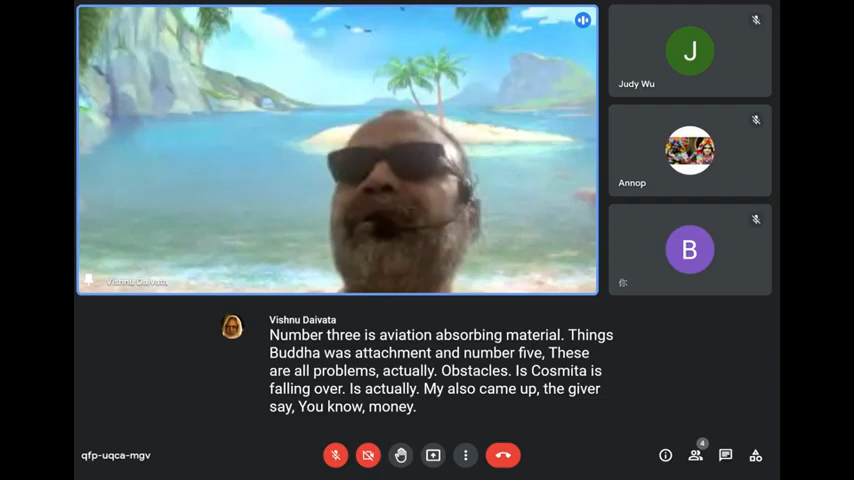 J
Judy Wu
Annop
B
你
Vishnu Daivata
Vishnu Daivata
Number three is aviation absorbing material. Things
Buddha was attachment and number five, These
are all problems, actually. Obstacles. Is Cosmita is
falling over. Is actually. My also came up, the giver
say, You know, money.
qfp-uqca-mgv
4